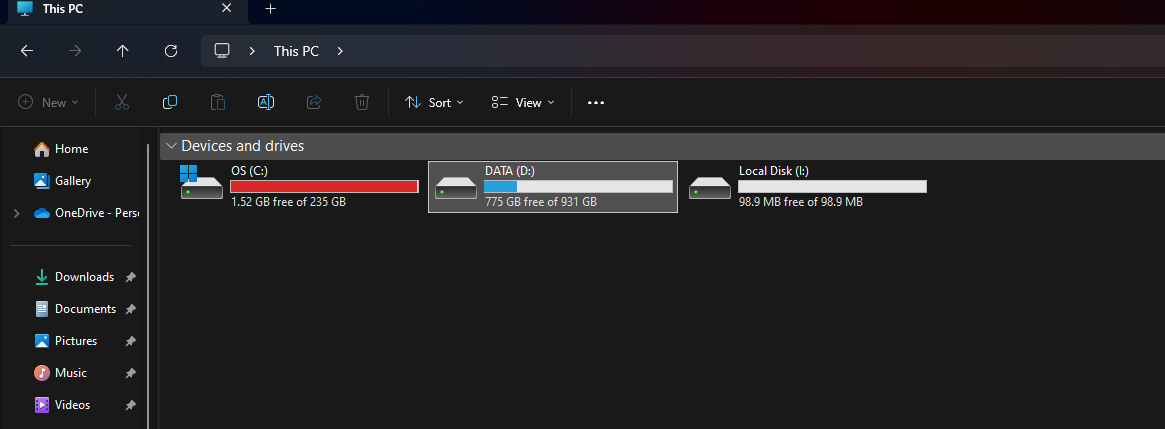 This PC
This PC
New
Sort
View
Devices and drives
Home
Gallery
OneDrive - Perso
Downloads
Documents
Pictures
Music
Videos
OS (C:)
1.52 GB free of 235 GB
DATA (D:)
775 GB free of 931 GB
Local Disk (I:)
98.9 MB free of 98.9 MB